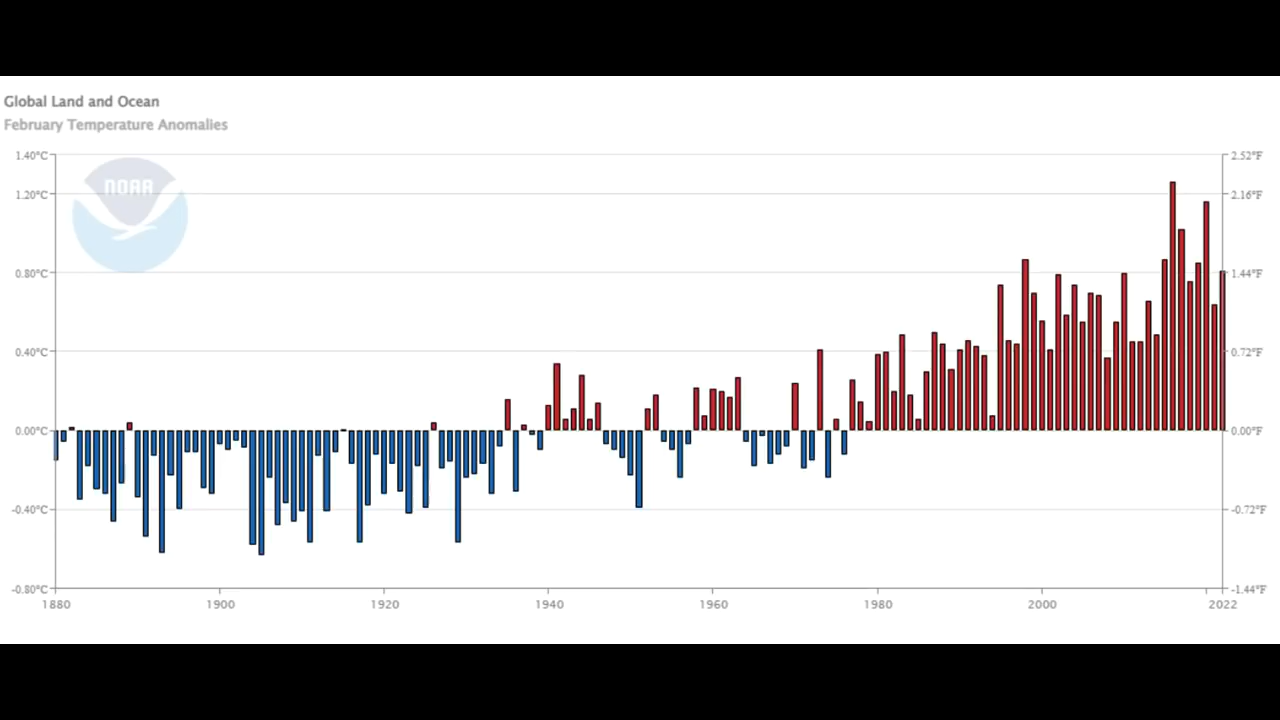 Global Land and Ocean
February Temperature Anomalies
NOAA
1.40°C 2.52°F
1.20°C 2.16°F
0.80°C 1.44°F
0.40°C 0.72°F
0.00°C 0.00°F
-0.40°C -0.72°F
-0.80°C -1.44°F
1880 1900 1920 1940 1960 1980 2000 2022